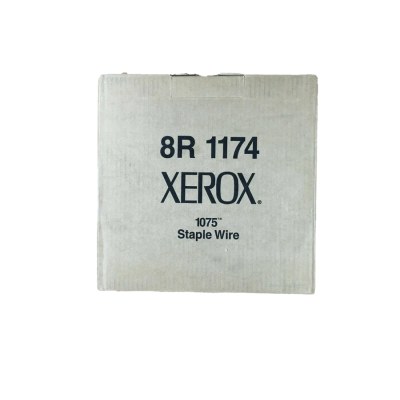 8R 1174
XEROX®
1075™
Staple Wire